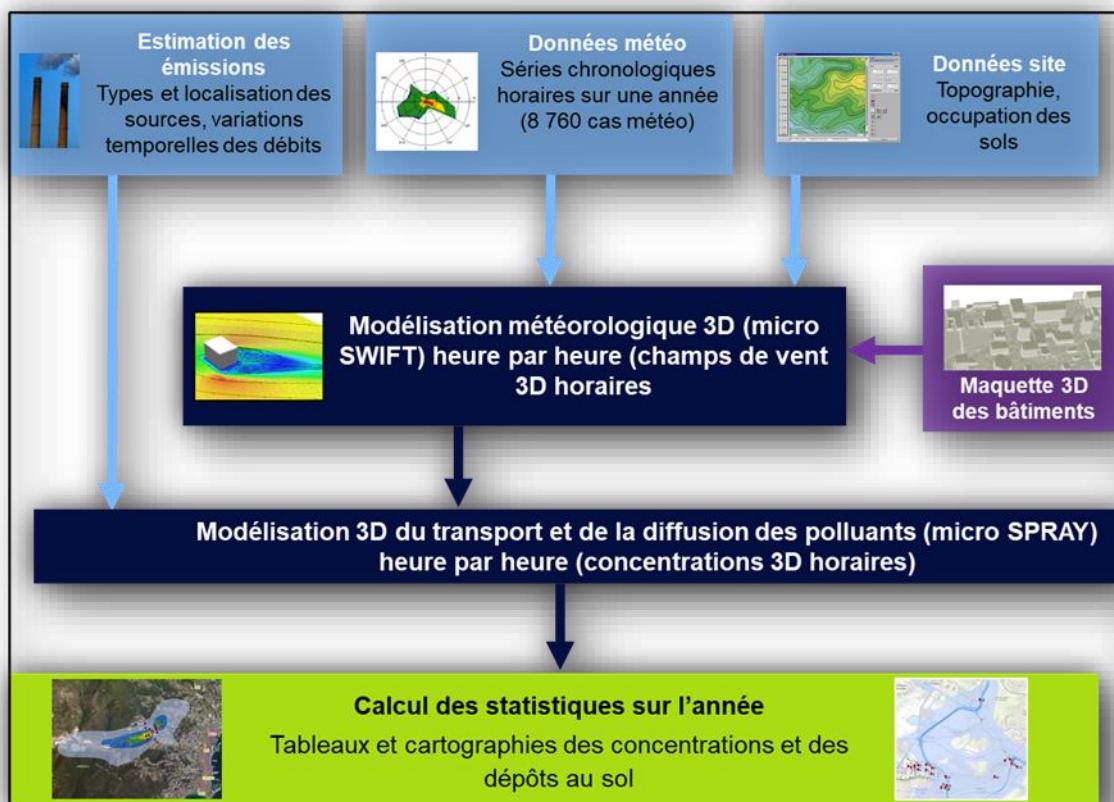 Estimation des
émissions
Types et localisation des
sources, variations
temporelles des débits
Données météo
Séries chronologiques
horaires sur une année
(8 760 cas météo)
Données site
Topographie,
occupation des
sols
Modélisation météorologique 3D (micro
SWIFT) heure par heure (champs de vent
3D horaires
Maquette 3D
des bâtiments
Modélisation 3D du transport et de la diffusion des polluants (micro SPRAY)
heure par heure (concentrations 3D horaires)
Calcul des statistiques sur l’année
Tableaux et cartographies des concentrations et des
dépôts au sol